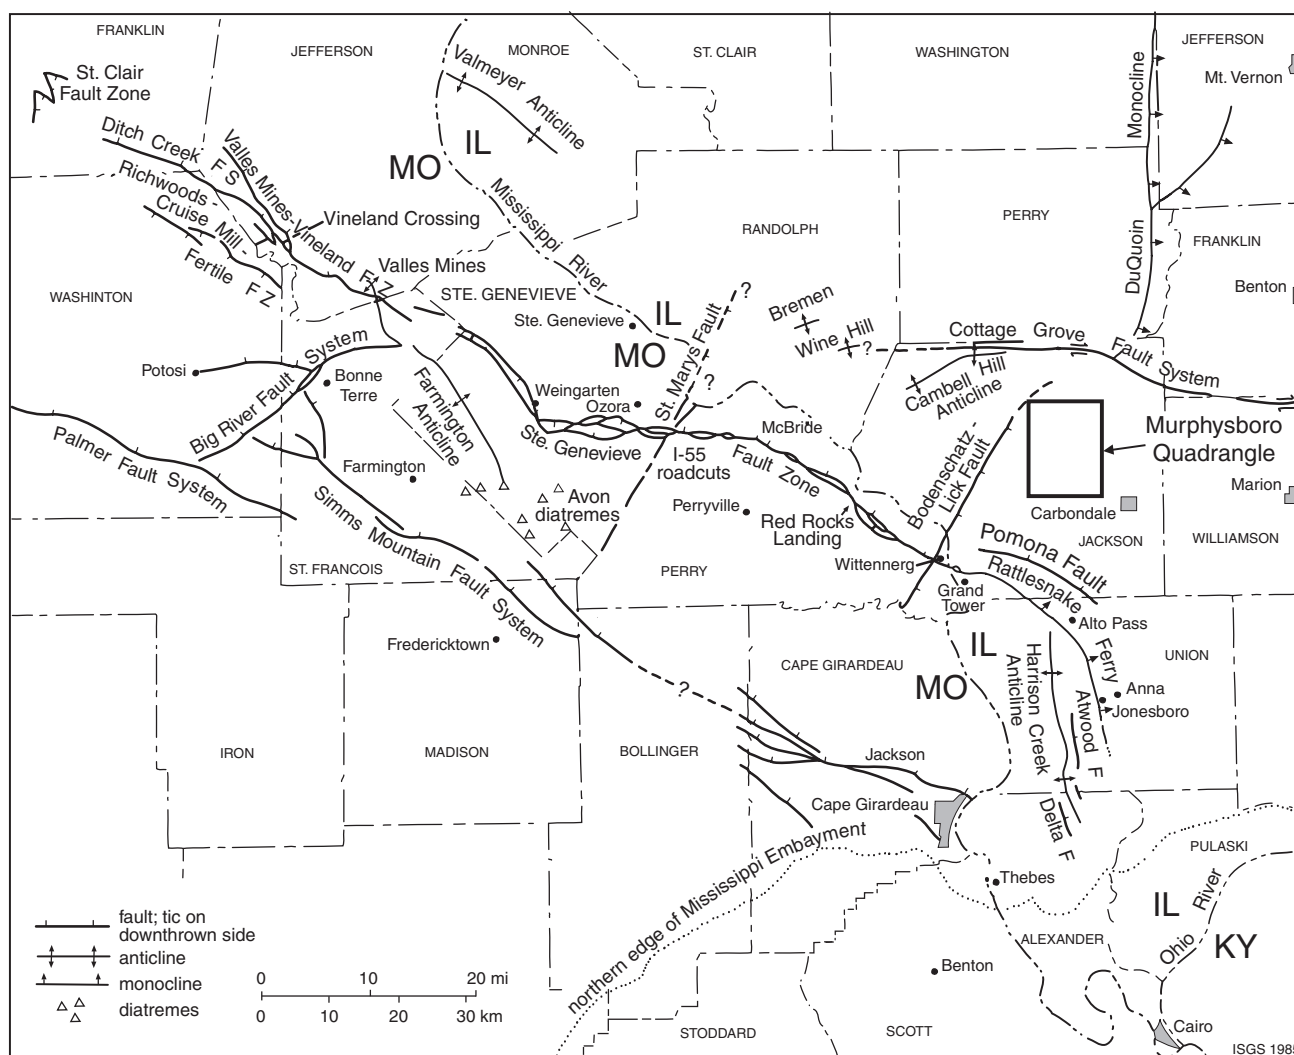 FRANKLIN
JEFFERSON
MONROE
ST. CLAIR
WASHINGTON
JEFFERSON
Mt. Vernon
St. Clair
Fault Zone
Valmeyer Anticline
Monocline
DuQuoin
Ditch Creek F S
Valles Mines-Vineland F Z
Richwoods -
Cruise Mill -
Fertile F Z
Vineland Crossing
Valles Mines
IL
MO
Mississippi River
RANDOLPH
PERRY
FRANKLIN
Benton
WASHINTON
STE. GENEVIEVE
Ste. Genevieve
IL
MO
St. Marys Fault
?
?
Bremen
Wine Hill
?
Cottage Grove Fault System
Cambell Hill
Anticline
Potosi
Big River Fault System
Bonne
Terre
Farmington
Anticline
Weingarten
Ozora
Ste. Genevieve Fault Zone
I-55
roadcuts
McBride
Bodenschatz-
Lick Fault
Murphysboro
Quadrangle
Marion
Palmer Fault System
Farmington
Simms Mountain Fault System
Avon
diatremes
Perryville
Red Rocks
Landing
Carbondale
JACKSON
WILLIAMSON
ST. FRANCOIS
PERRY
Wittennerg
Grand
Tower
Pomona Fault
Rattlesnake Ferry
Alto Pass
Fredericktown
?
CAPE GIRARDEAU
IL
MO
Harrison Creek
Anticline
Atwood F
UNION
Anna
Jonesboro
IRON
MADISON
BOLLINGER
Jackson
Cape Girardeau
Delta F
PULASKI
northern edge of Mississippi Embayment
Thebes
IL
Ohio River
KY
ALEXANDER
Benton
STODDARD
SCOTT
Cairo
fault; tic on
downthrown side
anticline
monocline
diatremes
0 10 20 mi
0 10 20 30 km
ISGS 1985